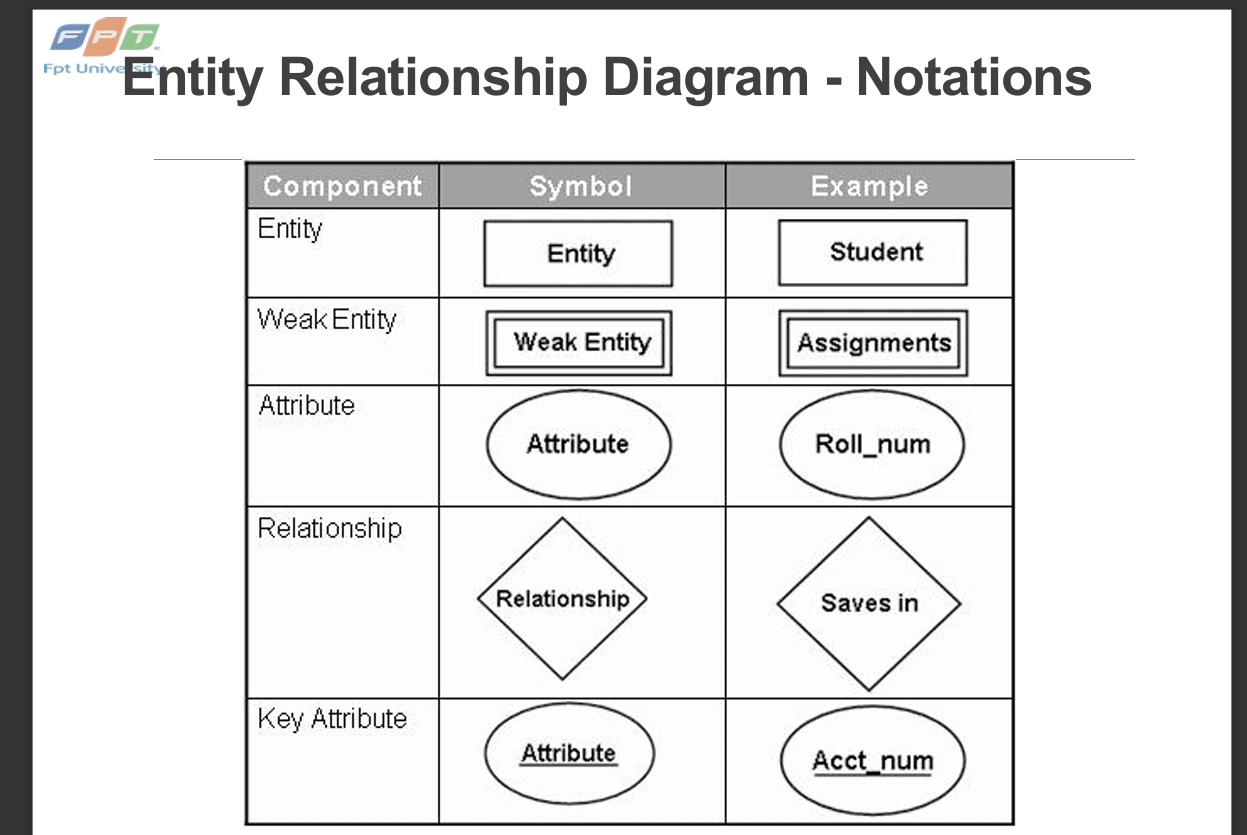 FPT
Fpt University
Entity Relationship Diagram - Notations
Component Symbol Example
Entity Entity Student
Weak Entity Weak Entity Assignments
Attribute Attribute Roll_num
Relationship Relationship Saves in
Key Attribute Attribute Acct_num